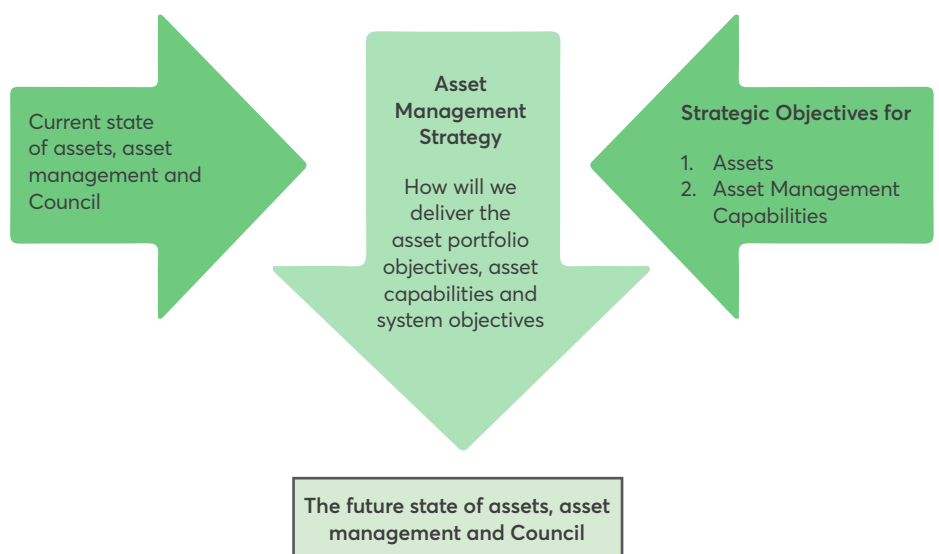 Current state
of assets, asset
management and
Council
Asset
Management
Strategy
How will we
deliver the
asset portfolio
objectives, asset
capabilities and
system objectives
Strategic Objectives for
1. Assets
2. Asset Management
Capabilities
The future state of assets, asset
management and Council